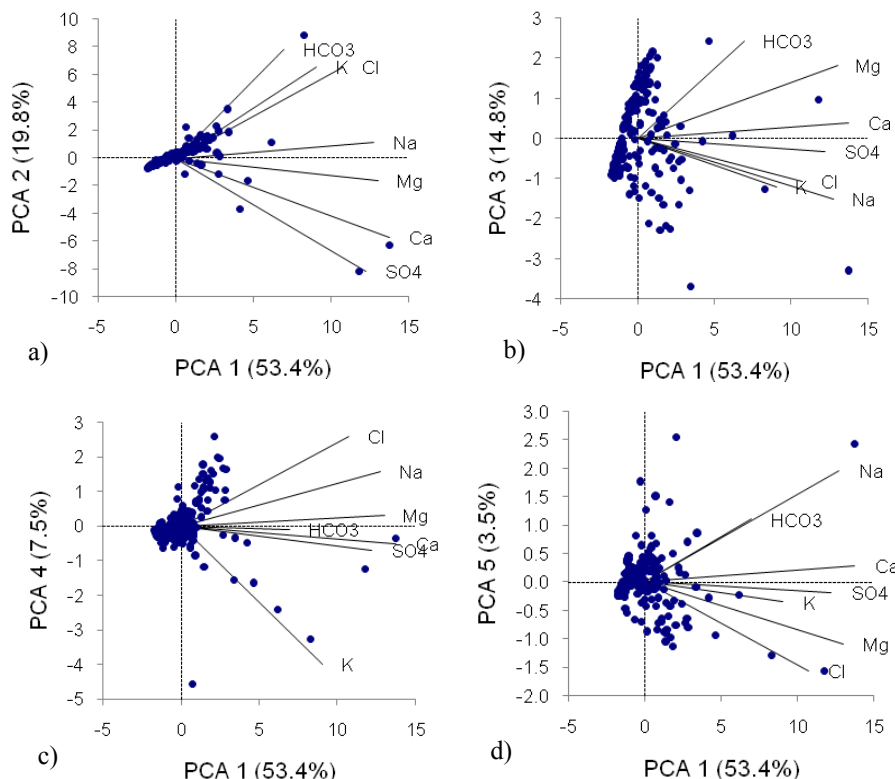 10
8
6
4
2
0
-2
-4
-6
-8
-10
-5
0
5
10
15
PCA 2 (19.8%)
PCA 1 (53.4%)
HCO3
K
Cl
Na
Mg
Ca
SO4
a)
3
2
1
0
-1
-2
-3
-4
-5
0
5
10
15
PCA 3 (14.8%)
PCA 1 (53.4%)
HCO3
Mg
Ca
SO4
Cl
K
Na
b)
3
2
1
0
-1
-2
-3
-4
-5
-5
0
5
10
15
PCA 4 (7.5%)
PCA 1 (53.4%)
Cl
Na
Mg
HCO3
Ca
SO4
K
c)
3.0
2.5
2.0
1.5
1.0
0.5
0.0
-0.5
-1.0
-1.5
-2.0
-5
0
5
10
15
PCA 5 (3.5%)
PCA 1 (53.4%)
Na
HCO3
Ca
SO4
K
Mg
Cl
d)